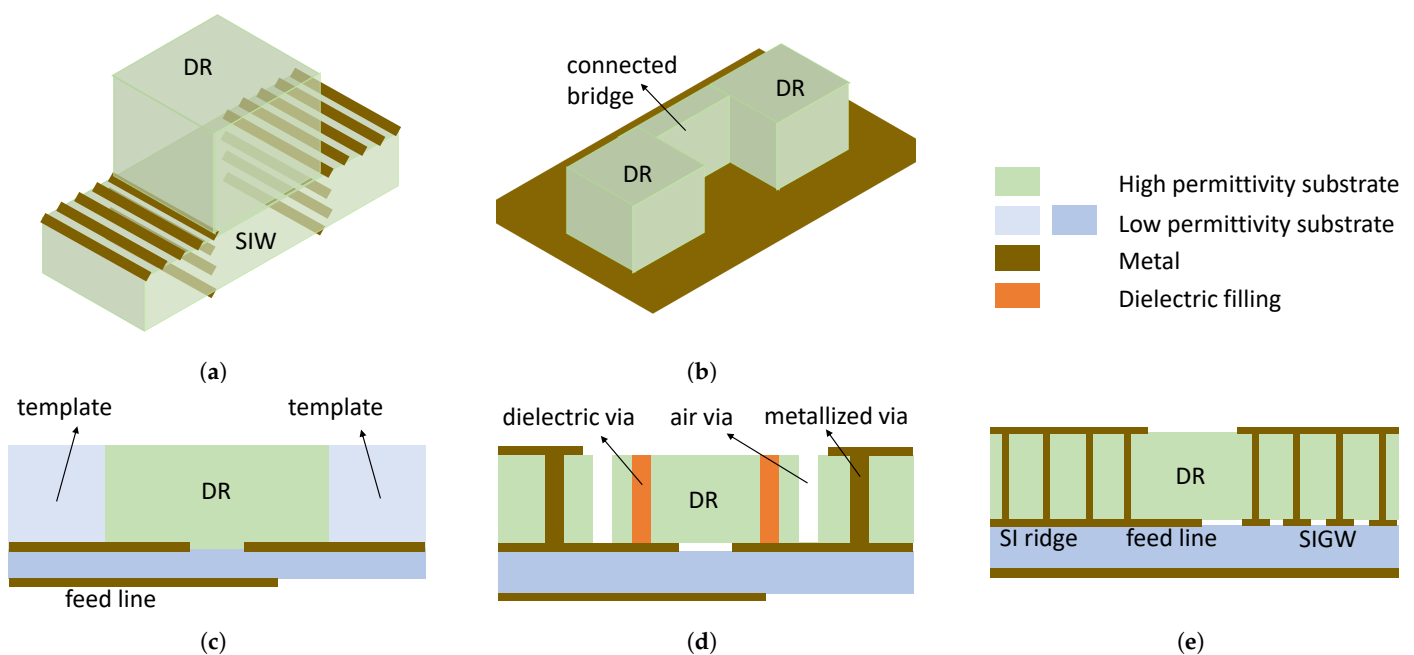 DR
SIW
(a)
connected
bridge
DR
DR
(b)
High permittivity substrate
Low permittivity substrate
Metal
Dielectric filling
template
template
DR
feed line
(c)
dielectric via
air via
metallized via
DR
(d)
DR
SI ridge
feed line
SIGW
(e)